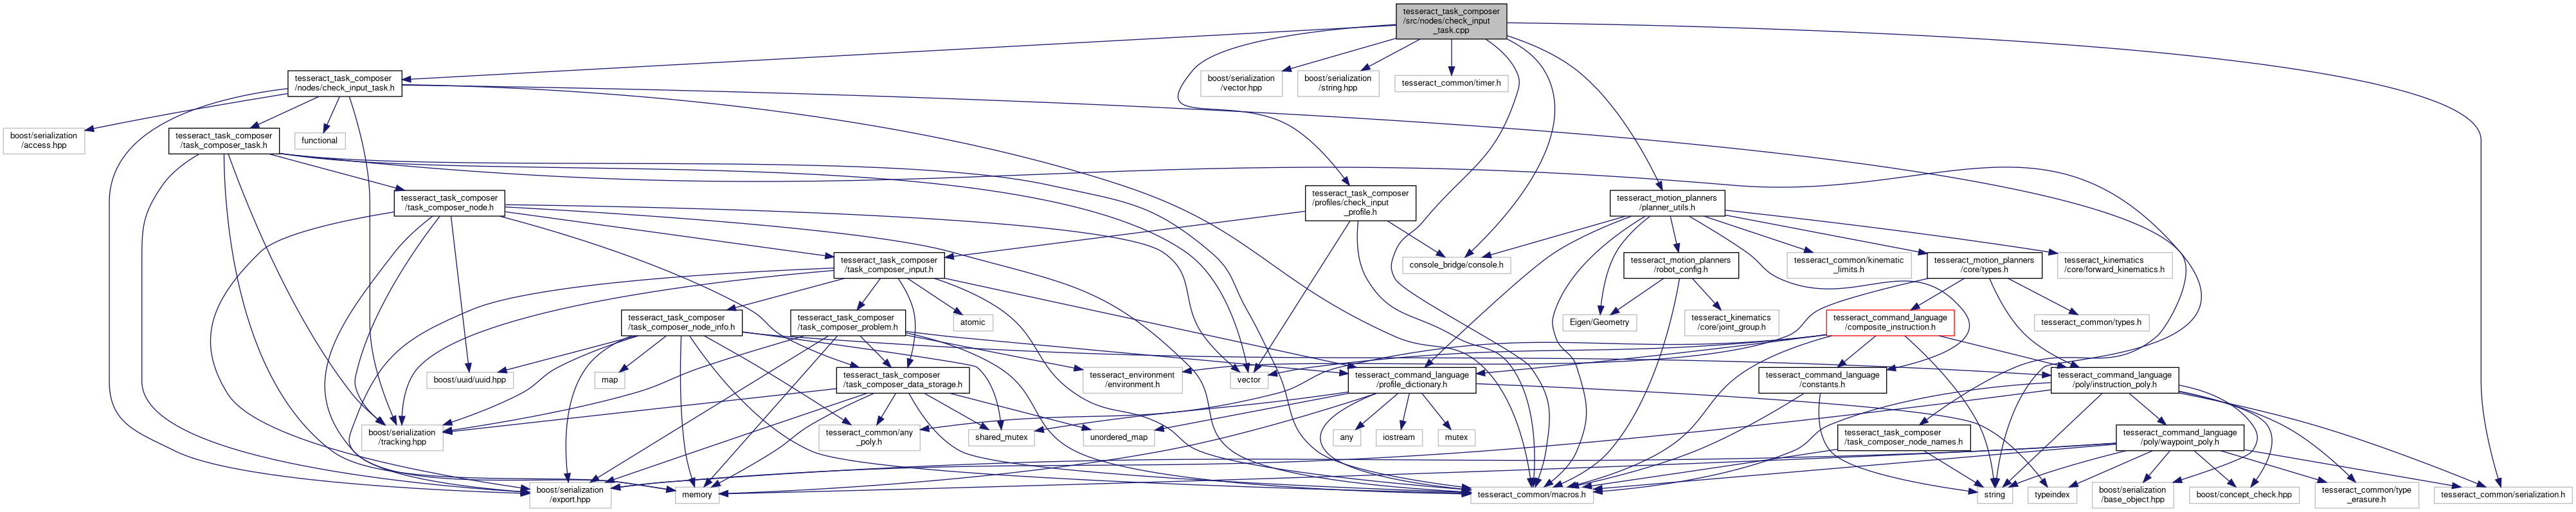 tesseract_task_composer
/src/nodes/check_input
_task.cpp
tesseract_task_composer
/nodes/check_input_task.h
boost/serialization
/vector.hpp
boost/serialization
/string.hpp
tesseract_common/timer.h
boost/serialization
/access.hpp
tesseract_task_composer
/task_composer_task.h
functional
tesseract_task_composer
/task_composer_node.h
tesseract_task_composer
/profiles/check_input
_profile.h
tesseract_motion_planners
/planner_utils.h
tesseract_task_composer
/task_composer_input.h
console_bridge/console.h
tesseract_motion_planners
/robot_config.h
tesseract_common/kinematic
_limits.h
tesseract_motion_planners
/core/types.h
tesseract_kinematics
/core/forward_kinematics.h
tesseract_task_composer
/task_composer_node_info.h
tesseract_task_composer
/task_composer_problem.h
atomic
Eigen/Geometry
tesseract_kinematics
/core/joint_group.h
tesseract_command_language
/composite_instruction.h
tesseract_common/types.h
boost/uuid/uuid.hpp
map
tesseract_task_composer
/task_composer_data_storage.h
tesseract_environment
/environment.h
vector
tesseract_command_language
/profile_dictionary.h
tesseract_command_language
/constants.h
tesseract_command_language
/poly/instruction_poly.h
boost/serialization
/tracking.hpp
tesseract_common/any
_poly.h
shared_mutex
unordered_map
any
iostream
mutex
tesseract_task_composer
/task_composer_node_names.h
tesseract_command_language
/poly/waypoint_poly.h
boost/serialization
/export.hpp
memory
tesseract_common/macros.h
string
typeindex
boost/serialization
/base_object.hpp
boost/concept_check.hpp
tesseract_common/type
_erasure.h
tesseract_common/serialization.h